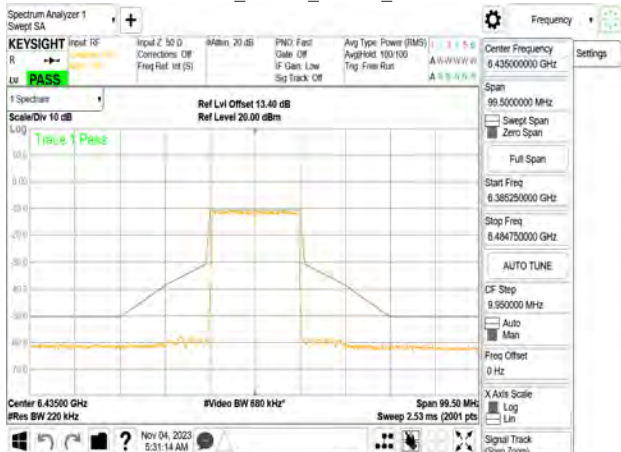 Spectrum Analyzer 1
Swept SA
+
Frequency
KEYSIGHT
Input: RF
Input Z: 50 Ω
#Atten: 20 dB
PNO: Fast
Avg Type: Power (RMS)
R
Corrections: Off
Gate: Off
Avg|Hold: 100/100
Freq Ref: Int (S)
IF Gain: Low
Trig: Free Run
Sig Track: Off
LU
PASS
1 Spectrum
Scale/Div 10 dB
Ref Lvl Offset 13.40 dB
Ref Level 20.00 dBm
Log
Trace 1 Pass
Center 6.43500 GHz
#Video BW 680 kHz*
Span 99.50 MHz
#Res BW 220 kHz
Sweep 2.53 ms (2001 pts)
Nov 04, 2023
5:31:14 AM
Center Frequency
6.435000000 GHz
Settings
Span
99.5000000 MHz
Swept Span
Zero Span
Full Span
Start Freq
6.385250000 GHz
Stop Freq
6.484750000 GHz
AUTO TUNE
CF Step
9.950000 MHz
Auto
Man
Freq Offset
0 Hz
X Axis Scale
Log
Lin
Signal Track
(Span Zoom)